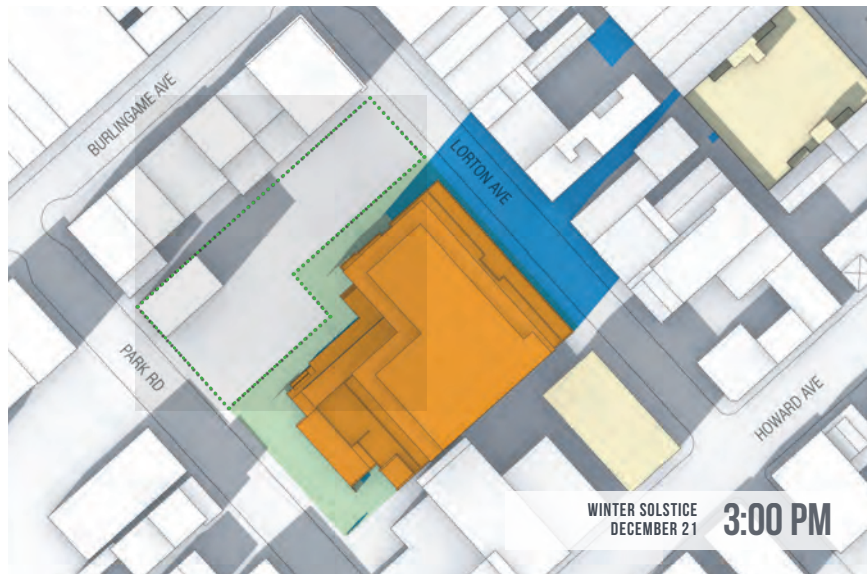 BURLINGAME AVE
LORTON AVE
PARK RD
HOWARD AVE
WINTER SOLSTICE
DECEMBER 21
3:00 PM